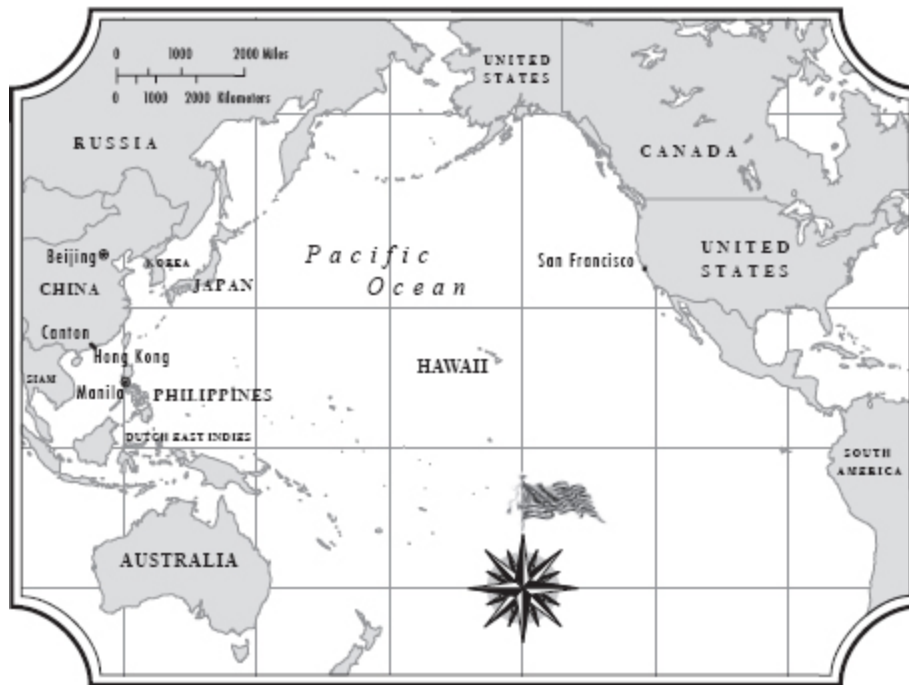 0 1000 2000 Miles
0 1000 2000 Kilometers
UNITED
STATES
RUSSIA
CANADA
Pacific
Ocean
San Francisco
UNITED
STATES
Beijing
KOREA
CHINA
JAPAN
Canton
Hong Kong
HAWAII
SIAM
Manila
PHILIPPINES
DUTCH EAST INDIES
SOUTH
AMERICA
AUSTRALIA